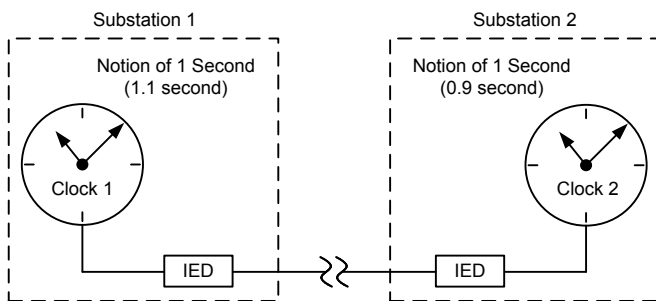 Substation 1
Notion of 1 Second
(1.1 second)
Clock 1
IED
Substation 2
Notion of 1 Second
(0.9 second)
Clock 2
IED